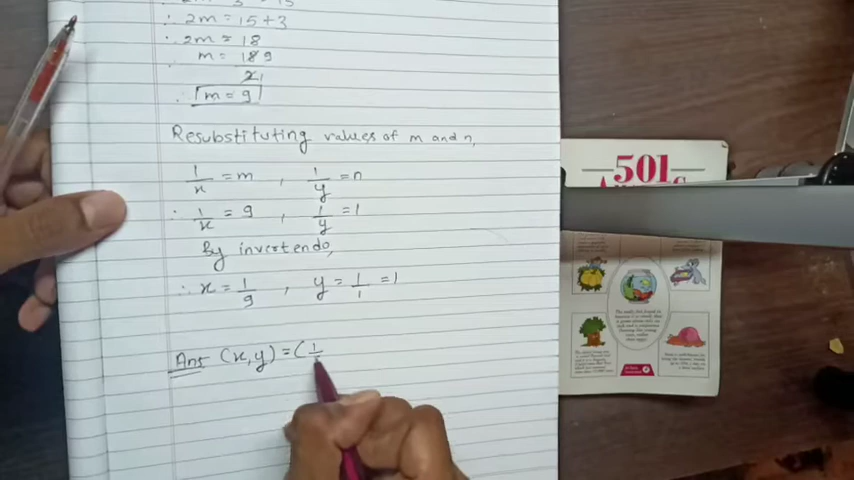 ∴ 2m = 15+3
∴ 2m = 18
m = 18 9
2 1
∴ m = 9
Resubstituting values of m and n,
1/x = m , 1/y = n
∴ 1/x = 9 , 1/y = 1
By invertendo,
∴ x = 1/9 , y = 1/1 = 1
Ans (x,y) = (1
501